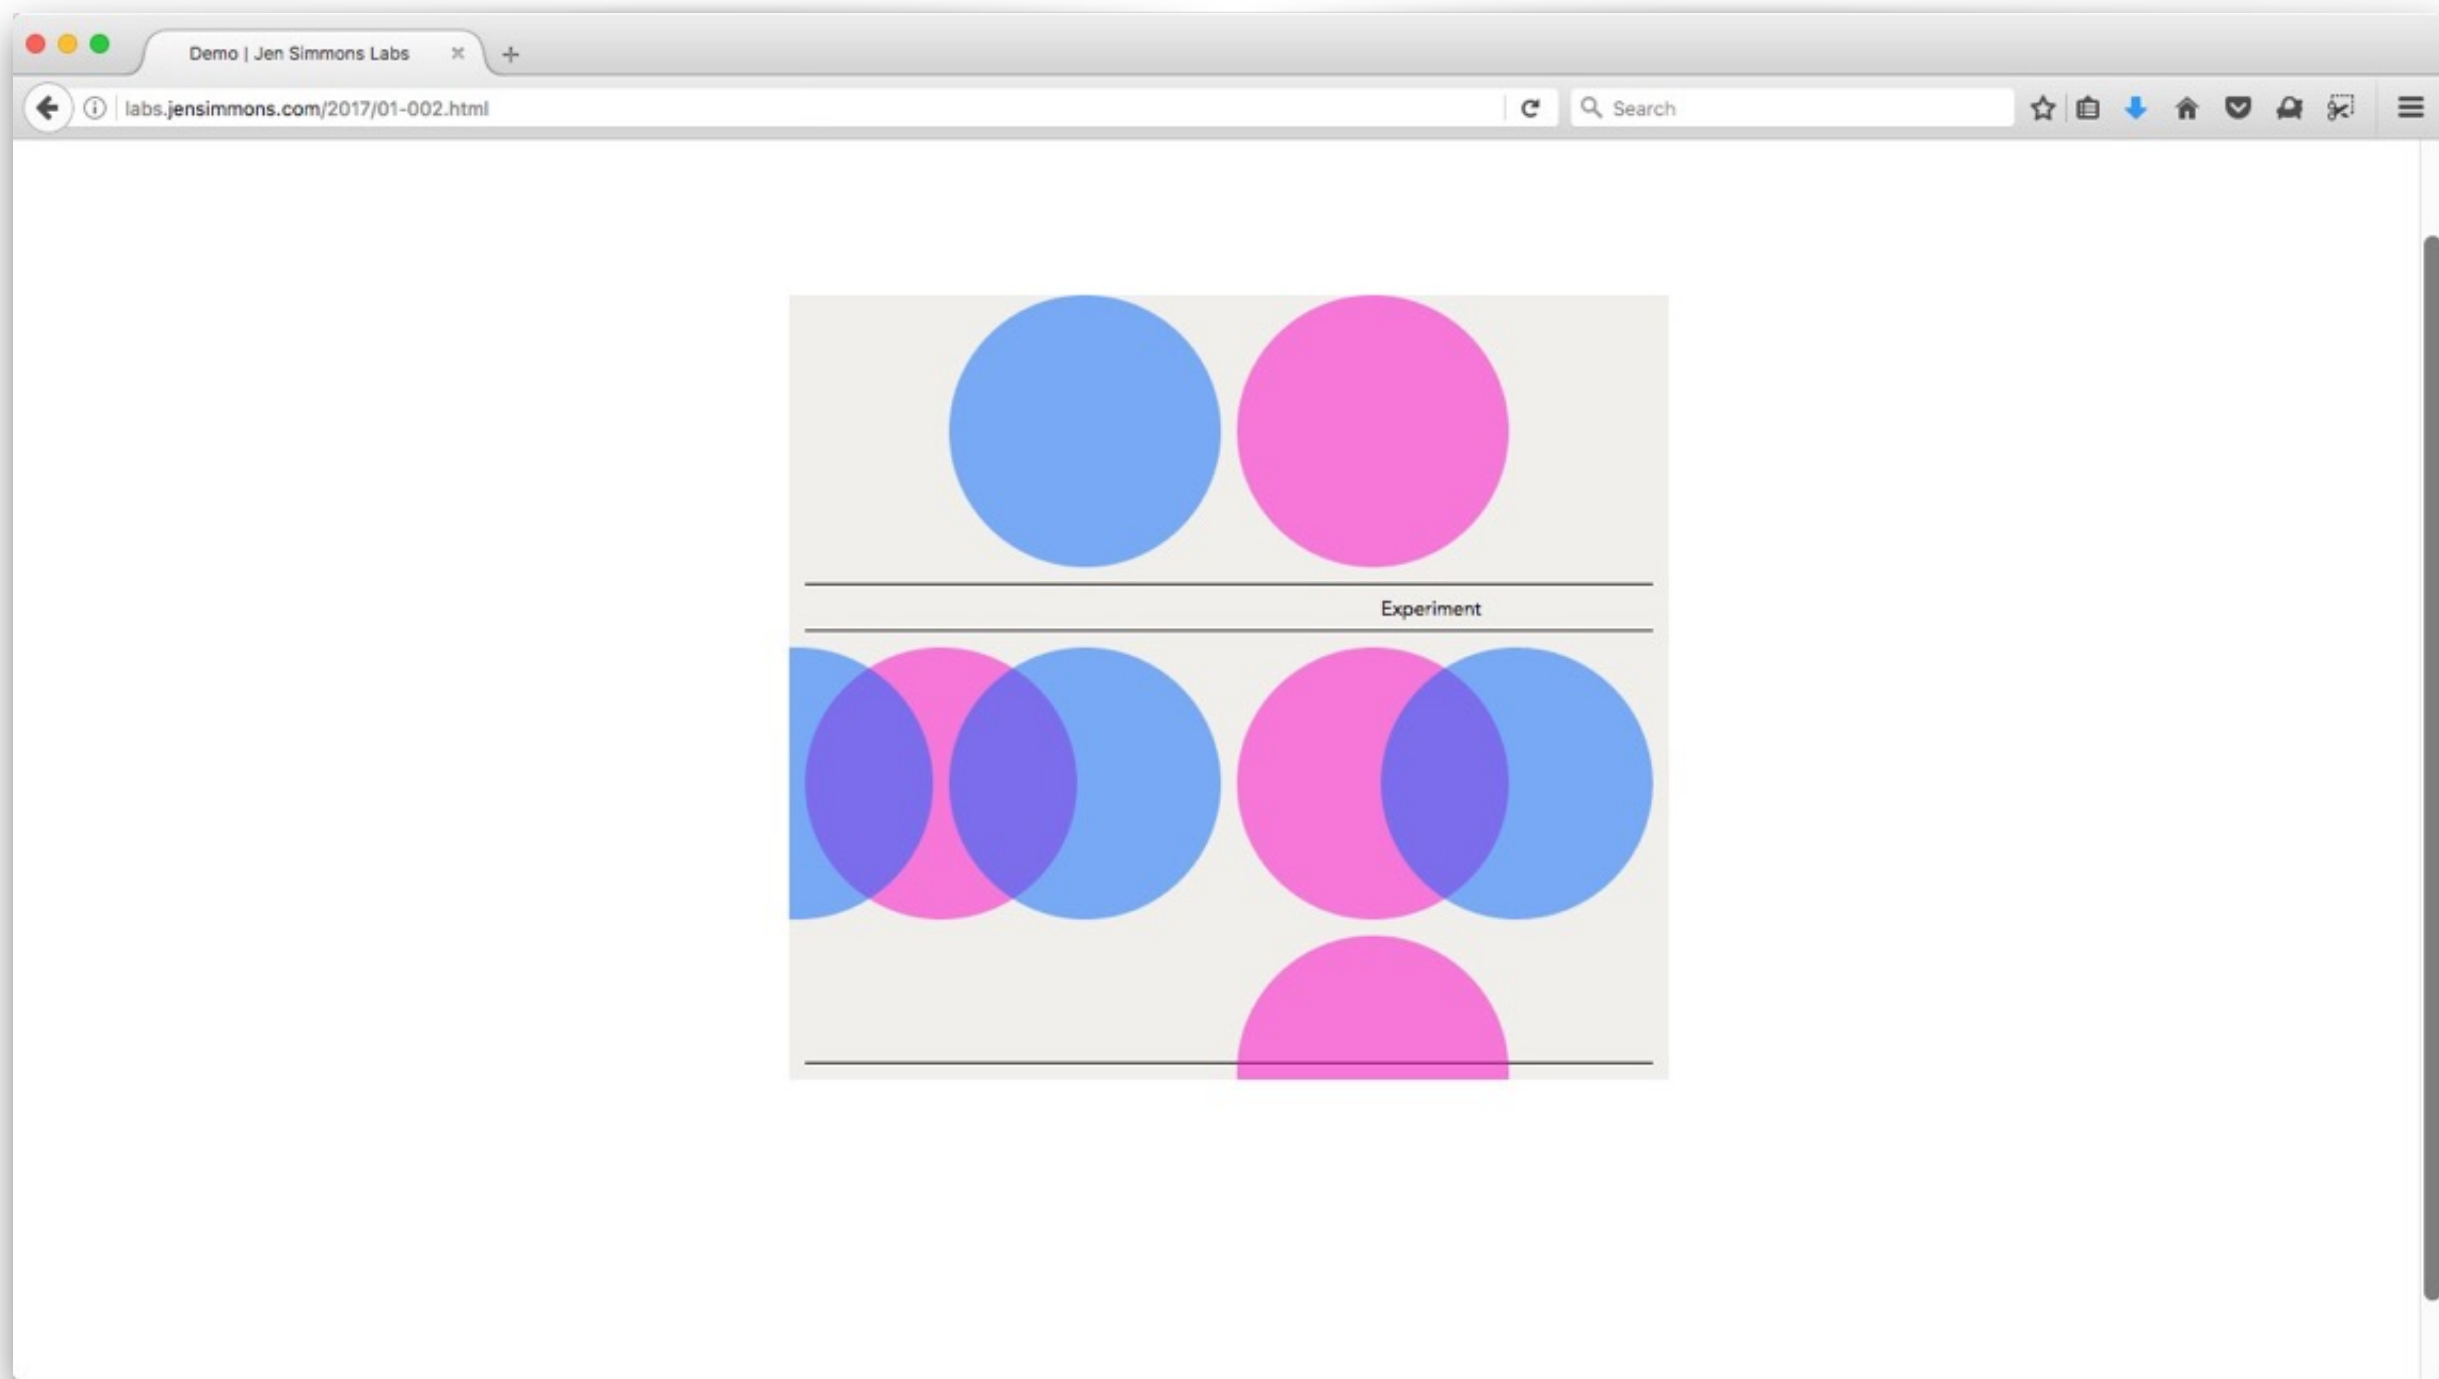 Demo | Jen Simmons Labs
labs.jensimmons.com/2017/01-002.html
Search
Experiment